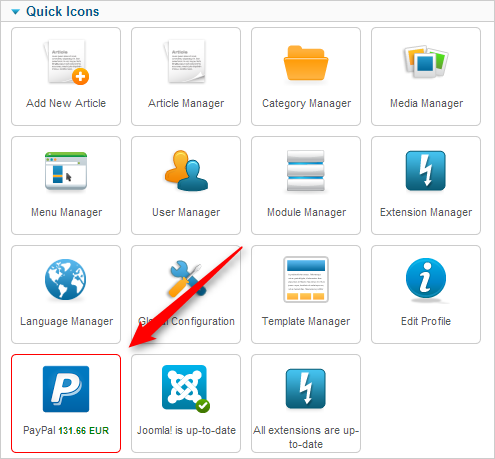 Quick Icons
Article
Add New Article
Article
Article Manager
Category Manager
Media Manager
Menu Manager
User Manager
Module Manager
Extension Manager
Language Manager
Global Configuration
Template Manager
Edit Profile
PayPal 131.66 EUR
Joomla! is up-to-date
All extensions are up-
to-date